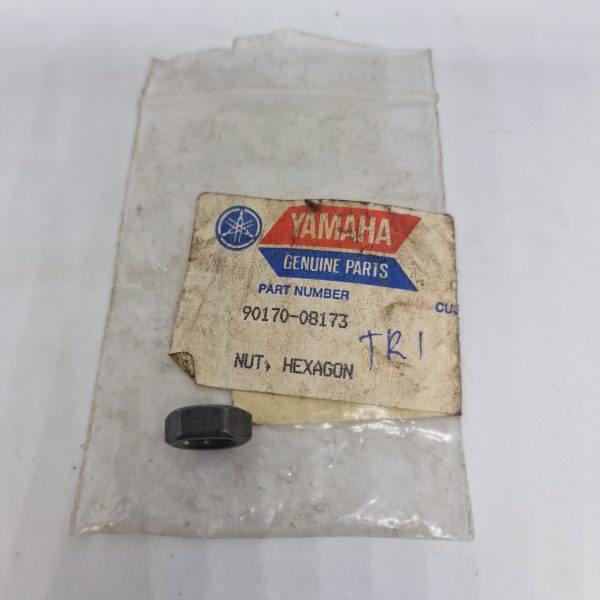 YAMAHA
GENUINE PARTS
PART NUMBER
90170-08173
NUT, HEXAGON
TR1